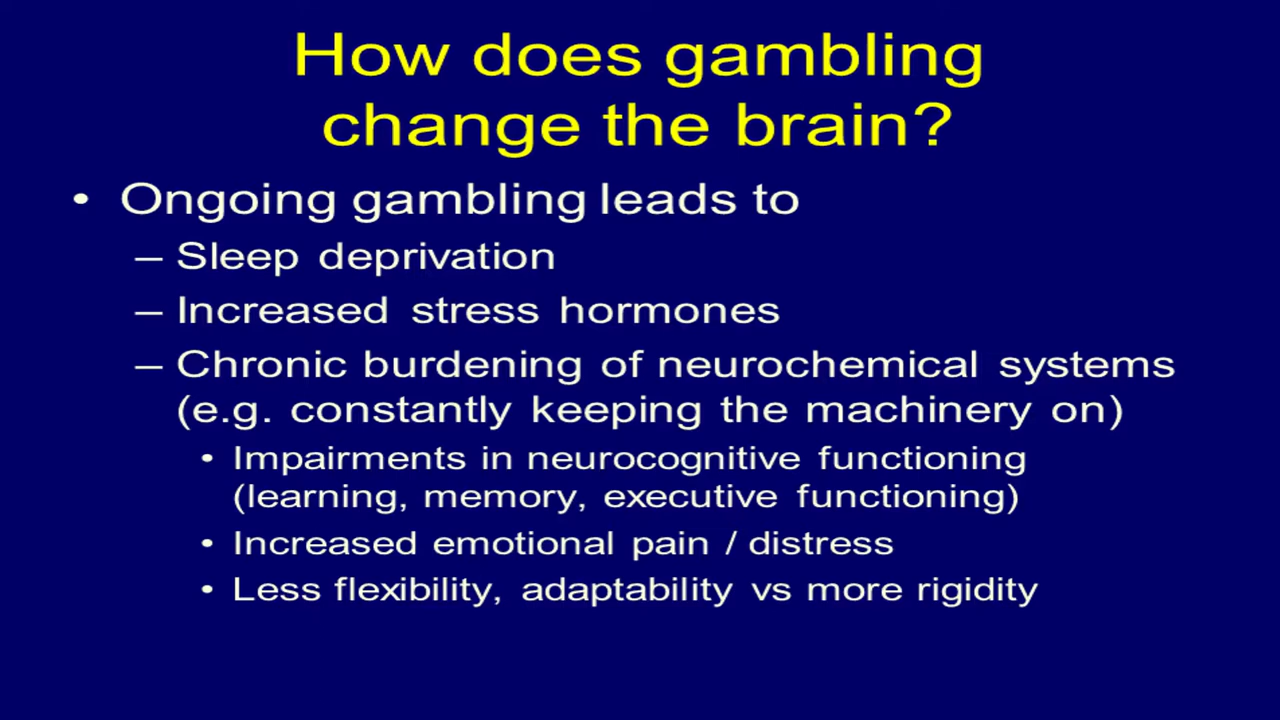 How does gambling
change the brain?
• Ongoing gambling leads to
– Sleep deprivation
– Increased stress hormones
– Chronic burdening of neurochemical systems
(e.g. constantly keeping the machinery on)
• Impairments in neurocognitive functioning
(learning, memory, executive functioning)
• Increased emotional pain / distress
• Less flexibility, adaptability vs more rigidity